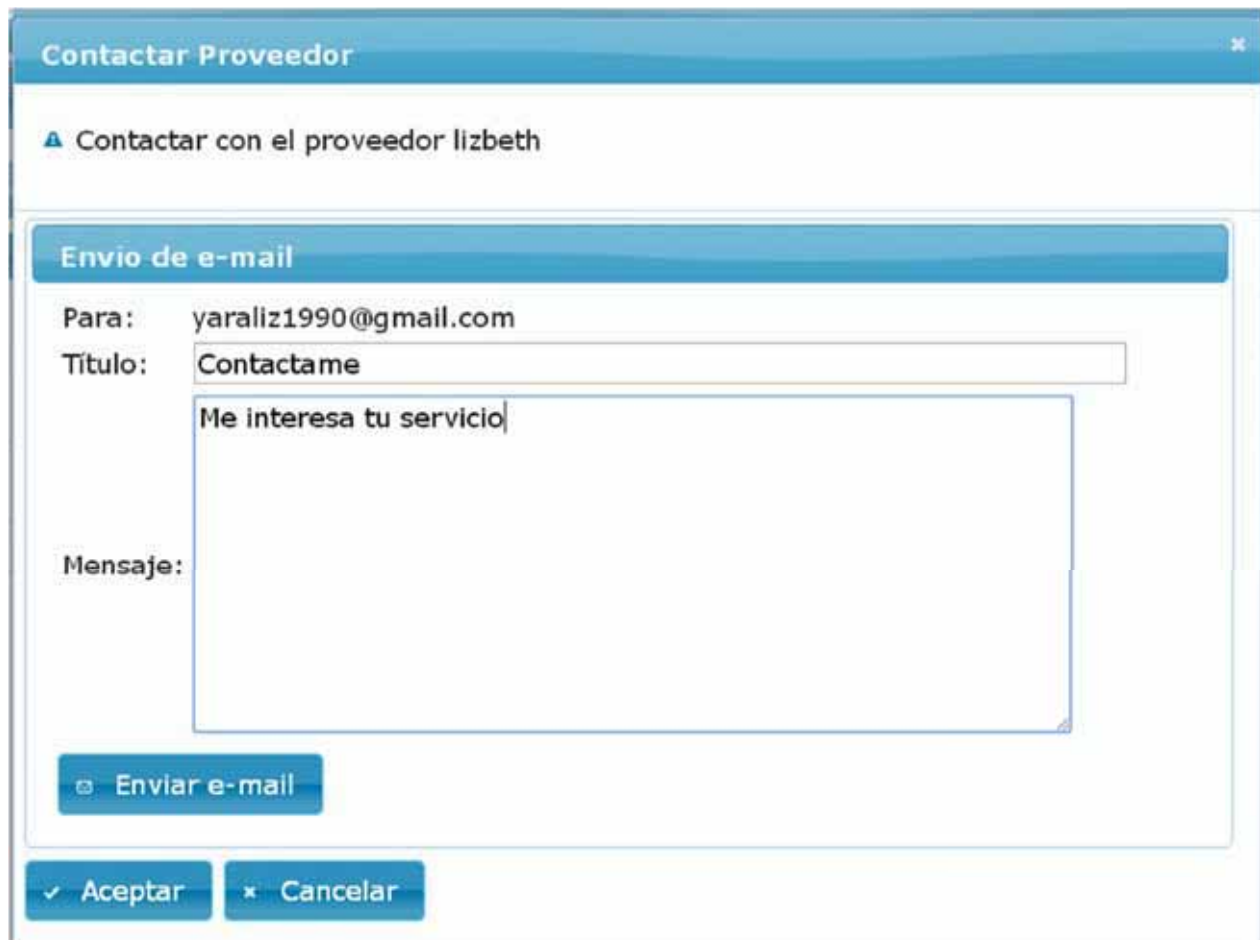 Contactar Proveedor
Contactar con el proveedor lizbeth
Envio de e-mail
Para: yaraliz1990@gmail.com
Título: Contactame
Me interesa tu servicio
Mensaje:
Enviar e-mail
Aceptar Cancelar